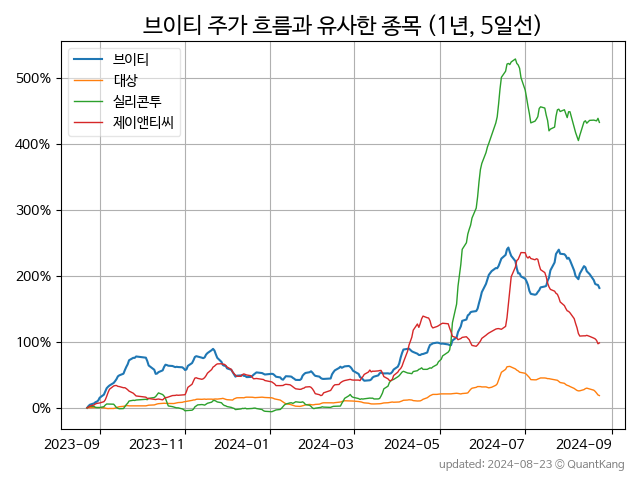 브이티 주가 흐름과 유사한 종목 (1년, 5일선)
브이티
대상
실리콘투
제이앤티씨
500%
400%
300%
200%
100%
0%
2023-09 2023-11 2024-01 2024-03 2024-05 2024-07 2024-09
updated: 2024-08-23 © QuantKang